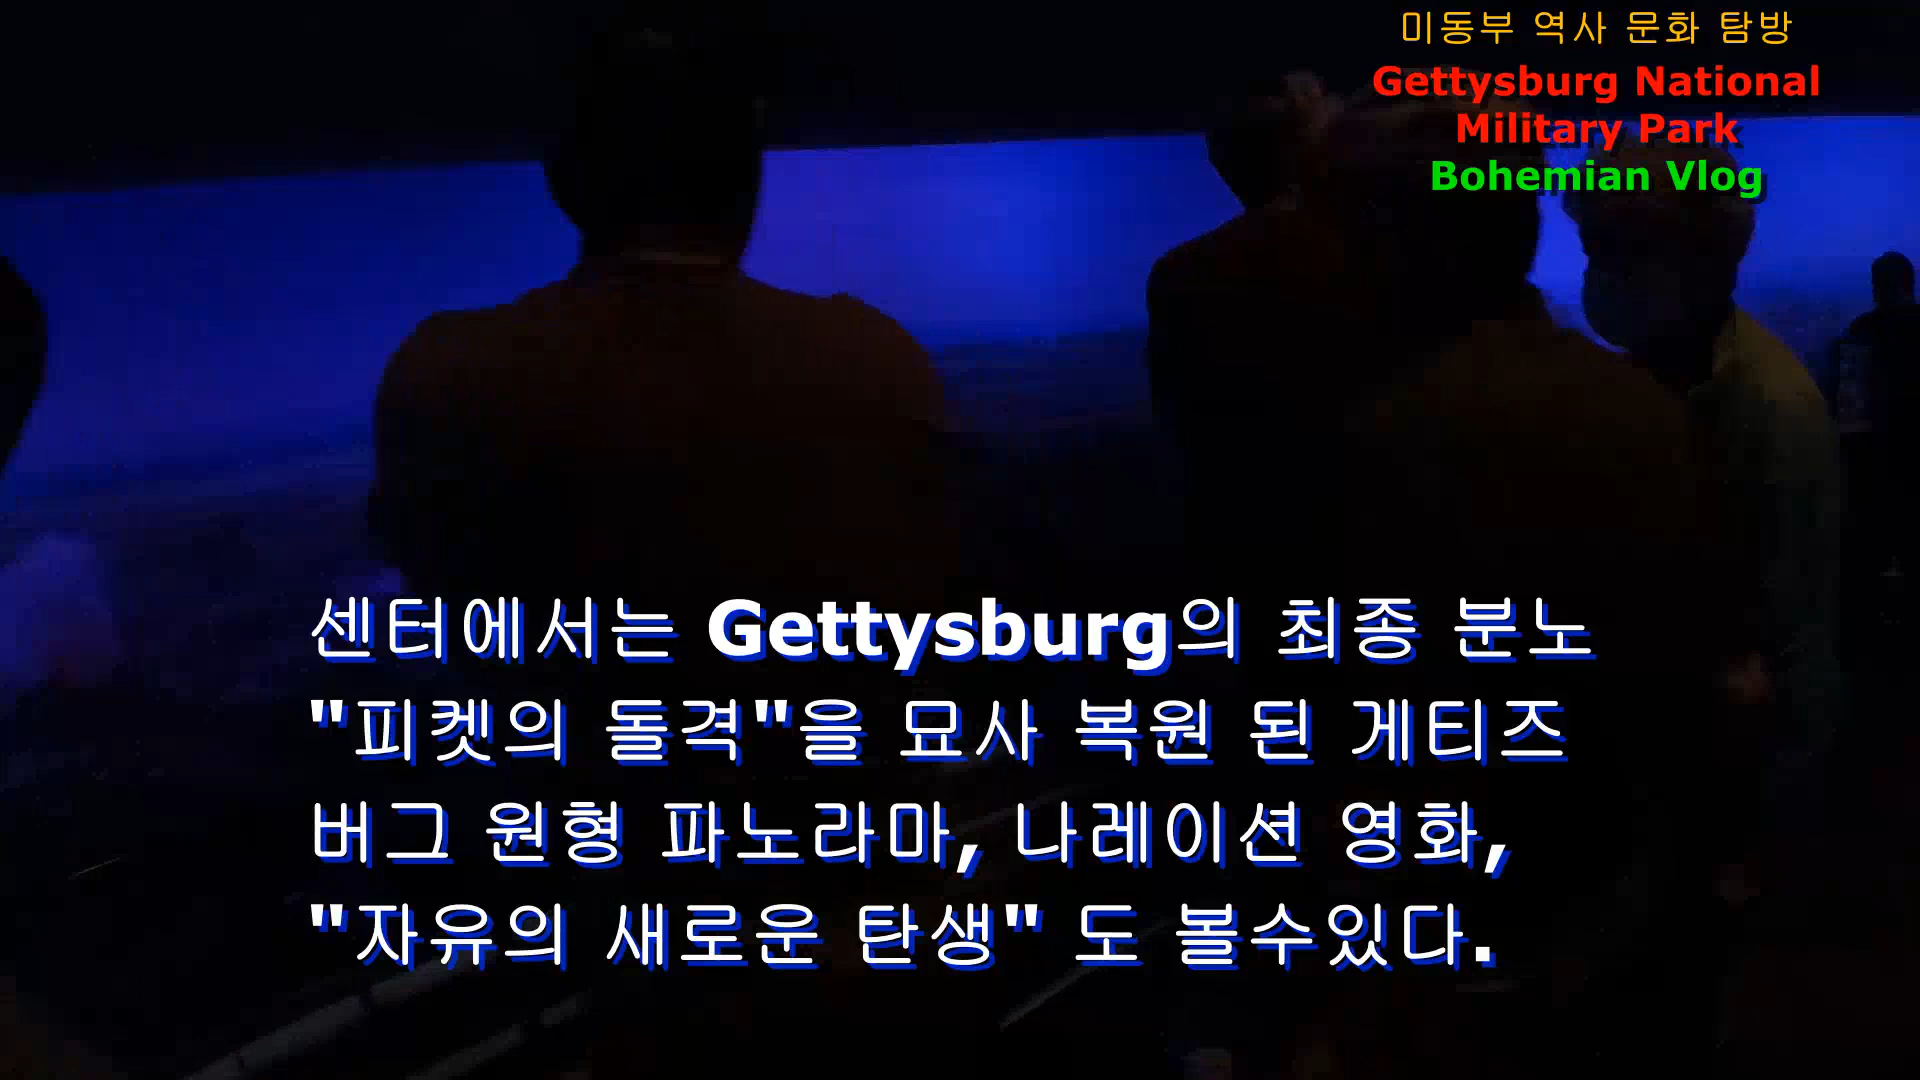 미동부 역사 문화 탐방
Gettysburg National
Military Park
Bohemian Vlog
센터에서는 Gettysburg의 최종 분노
"피켓의 돌격"을 묘사 복원 된 게티즈
버그 원형 파노라마, 나레이션 영화,
"자유의 새로운 탄생" 도 볼수있다.